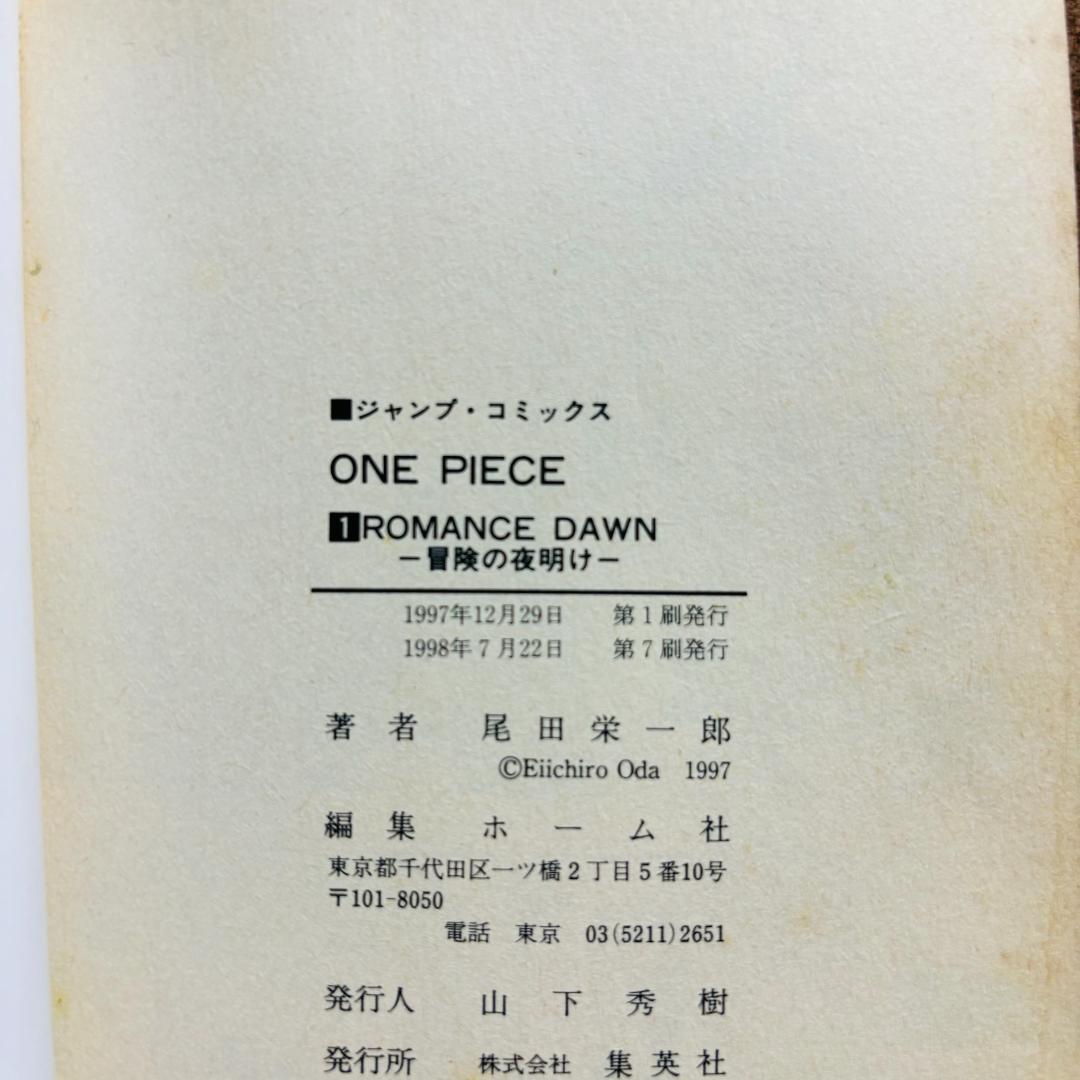 ■ジャンプ・コミックス
ONE PIECE
1 ROMANCE DAWN
―冒険の夜明け―
1997年12月29日　第1刷発行
1998年7月22日　第7刷発行
著者　尾田栄一郎
©Eiichiro Oda 1997
編集　ホーム社
東京都千代田区一ツ橋2丁目5番10号
〒101-8050
電話　東京　03(5211)2651
発行人　山下秀樹
発行所　株式会社　集英社